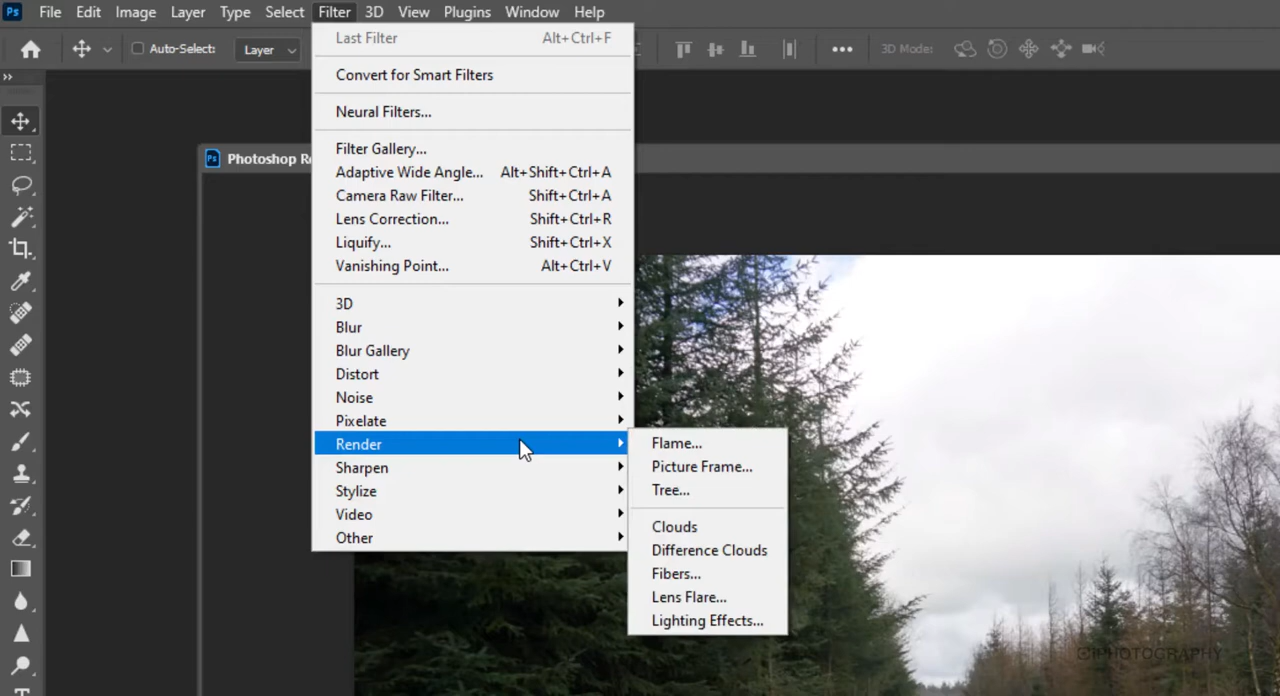 Ps File Edit Image Layer Type Select Filter 3D View Plugins Window Help
Auto-Select: Layer 3D Mode:
Ps Photoshop R
Last Filter Alt+Ctrl+F
Convert for Smart Filters
Neural Filters...
Filter Gallery...
Adaptive Wide Angle... Alt+Shift+Ctrl+A
Camera Raw Filter... Shift+Ctrl+A
Lens Correction... Shift+Ctrl+R
Liquify... Shift+Ctrl+X
Vanishing Point... Alt+Ctrl+V
3D
Blur
Blur Gallery
Distort
Noise
Pixelate
Render
Sharpen
Stylize
Video
Other
Flame...
Picture Frame...
Tree...
Clouds
Difference Clouds
Fibers...
Lens Flare...
Lighting Effects...
iPHOTOGRAPHY